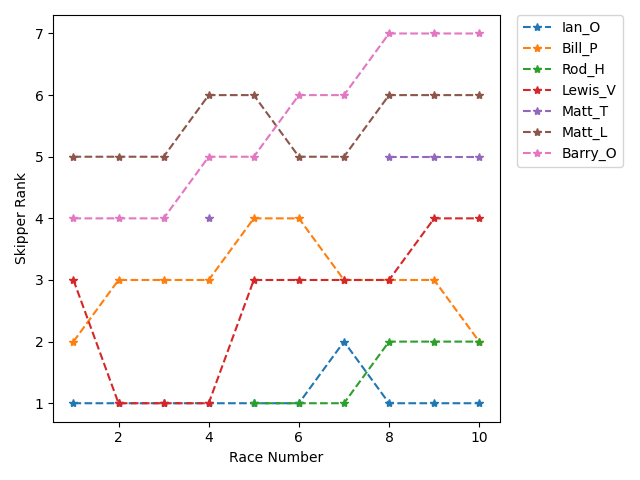 7
6
5
4
3
2
1
Skipper Rank
2 4 6 8 10
Race Number
Ian_O
Bill_P
Rod_H
Lewis_V
Matt_T
Matt_L
Barry_O